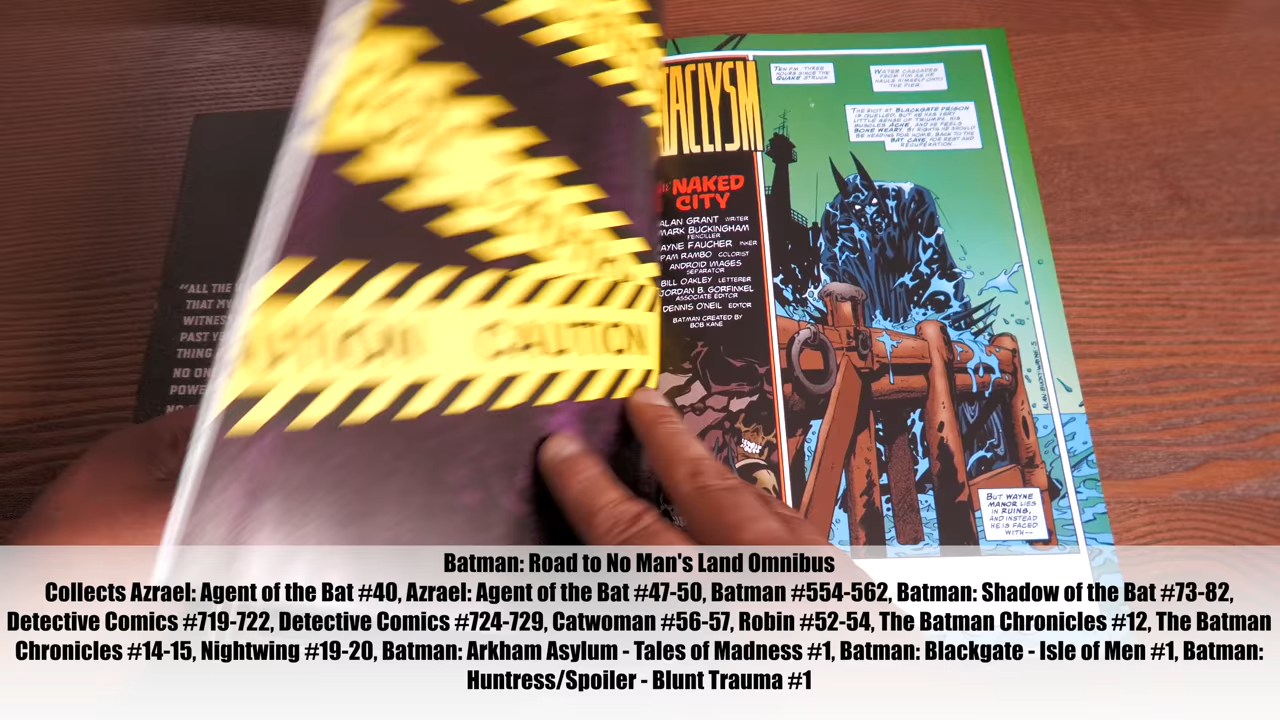 "ALL THE
THAT MY
WITNES
PAST YE
THING
NO ON
POWE
CAUTION
TACLYSM
NAKED
CITY
ALAN GRANT WRITER
MARK BUCKINGHAM
PENCILLER
WAYNE FAUCHER INKER
PAM RAMBO COLORIST
ANDROID IMAGES
SEPARATOR
BILL OAKLEY LETTERER
JORDAN B. GORFINKEL
ASSOCIATE EDITOR
DENNIS O'NEIL EDITOR
BATMAN CREATED BY
BOB KANE
TEN P.M. THREE
HOURS SINCE THE
QUAKE STRUCK.
WATER CASCADES
FROM HIM AS HE
HAULS HIMSELF ONTO
THE PIER.
THE RIOT AT BLACKGATE PRISON
IS QUELLED, BUT HE HAS VERY
LITTLE SENSE OF TRIUMPH. HIS
MUSCLES ACHE, AND HE FEELS
BONE WEARY. BY RIGHTS HE SHOULD
BE HEADING FOR HOME, BACK TO THE
BAT CAVE, FOR REST AND
RECUPERATION.
BUT WAYNE
MANOR LIES
IN RUINS,
AND INSTEAD
HE IS FACED
WITH--
Batman: Road to No Man's Land Omnibus
Collects Azrael: Agent of the Bat #40, Azrael: Agent of the Bat #47-50, Batman #554-562, Batman: Shadow of the Bat #73-82,
Detective Comics #719-722, Detective Comics #724-729, Catwoman #56-57, Robin #52-54, The Batman Chronicles #12, The Batman
Chronicles #14-15, Nightwing #19-20, Batman: Arkham Asylum - Tales of Madness #1, Batman: Blackgate - Isle of Men #1, Batman:
Huntress/Spoiler - Blunt Trauma #1